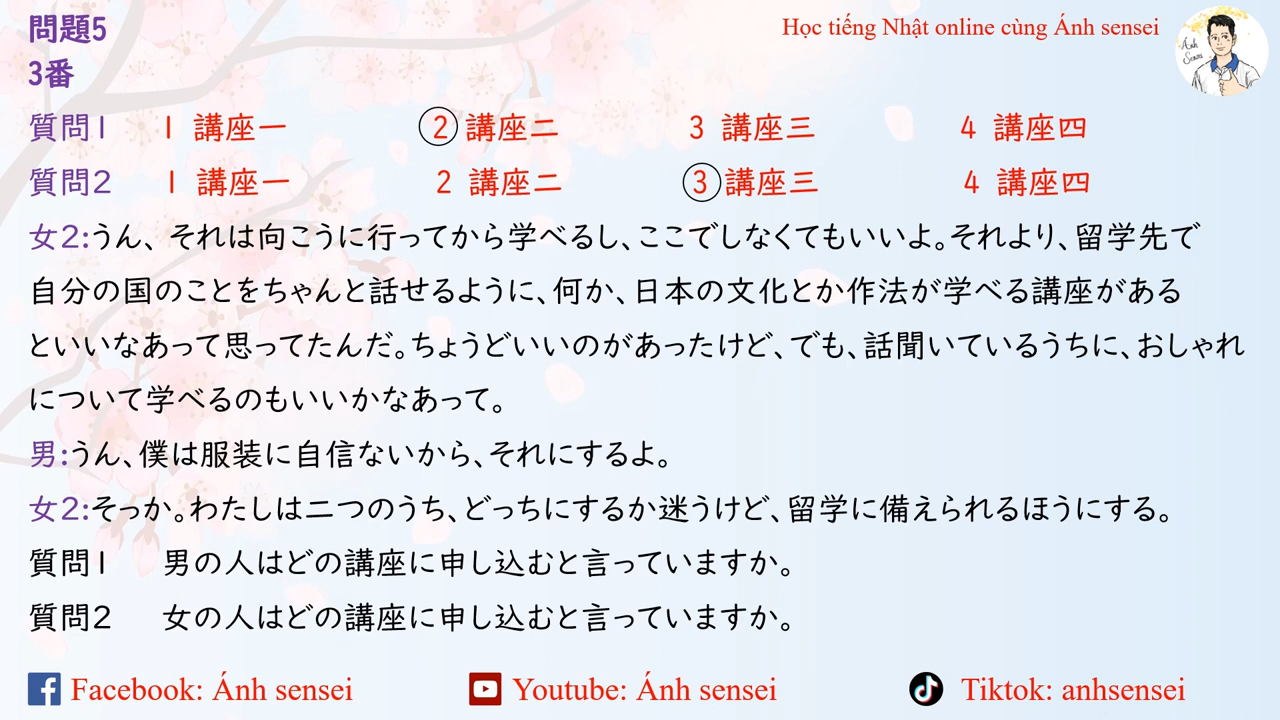 問題5
Học tiếng Nhật online cùng Ánh sensei
Ánh Sensei
3番
質問1 1 講座一 2 講座二 3 講座三 4 講座四
質問2 1 講座一 2 講座二 3 講座三 4 講座四
女2:うん、それは向こうに行ってから学べるし、ここでしなくてもいいよ。それより、留学先で
自分の国のことをちゃんと話せるように、何か、日本の文化とか作法が学べる講座がある
といいなあって思ってたんだ。ちょうどいいのがあったけど、でも、話聞いているうちに、おしゃれ
について学べるのもいいかなあって。
男:うん、僕は服装に自信ないから、それにするよ。
女2:そっか。わたしは二つのうち、どっちにするか迷うけど、留学に備えられるほうにする。
質問1 男の人はどの講座に申し込むと言っていますか。
質問2 女の人はどの講座に申し込むと言っていますか。
Facebook: Ánh sensei Youtube: Ánh sensei Tiktok: anhsensei